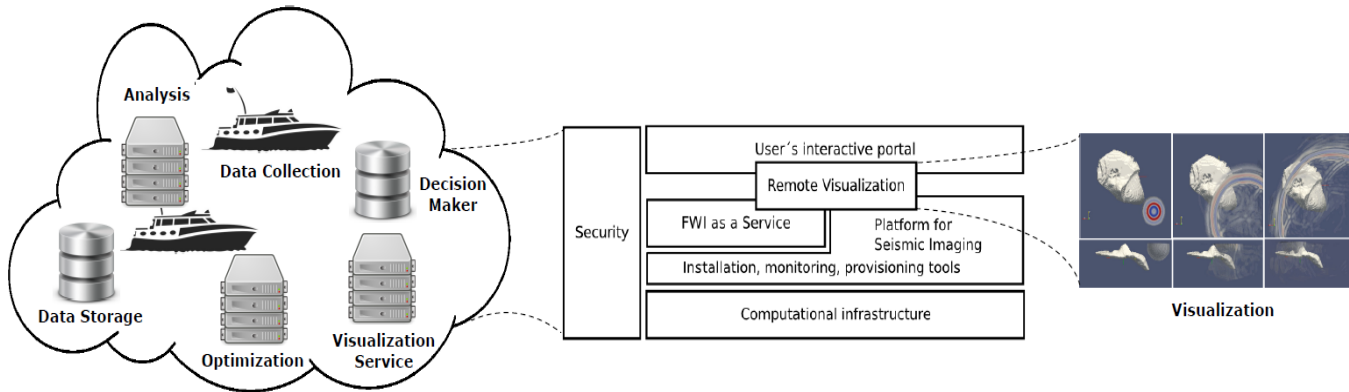 Analysis
Data Collection
Decision
Maker
Data Storage
Optimization
Visualization
Service
Security
User´s interactive portal
Remote Visualization
FWI as a Service
Platform for
Seismic Imaging
Installation, monitoring, provisioning tools
Computational infrastructure
Visualization